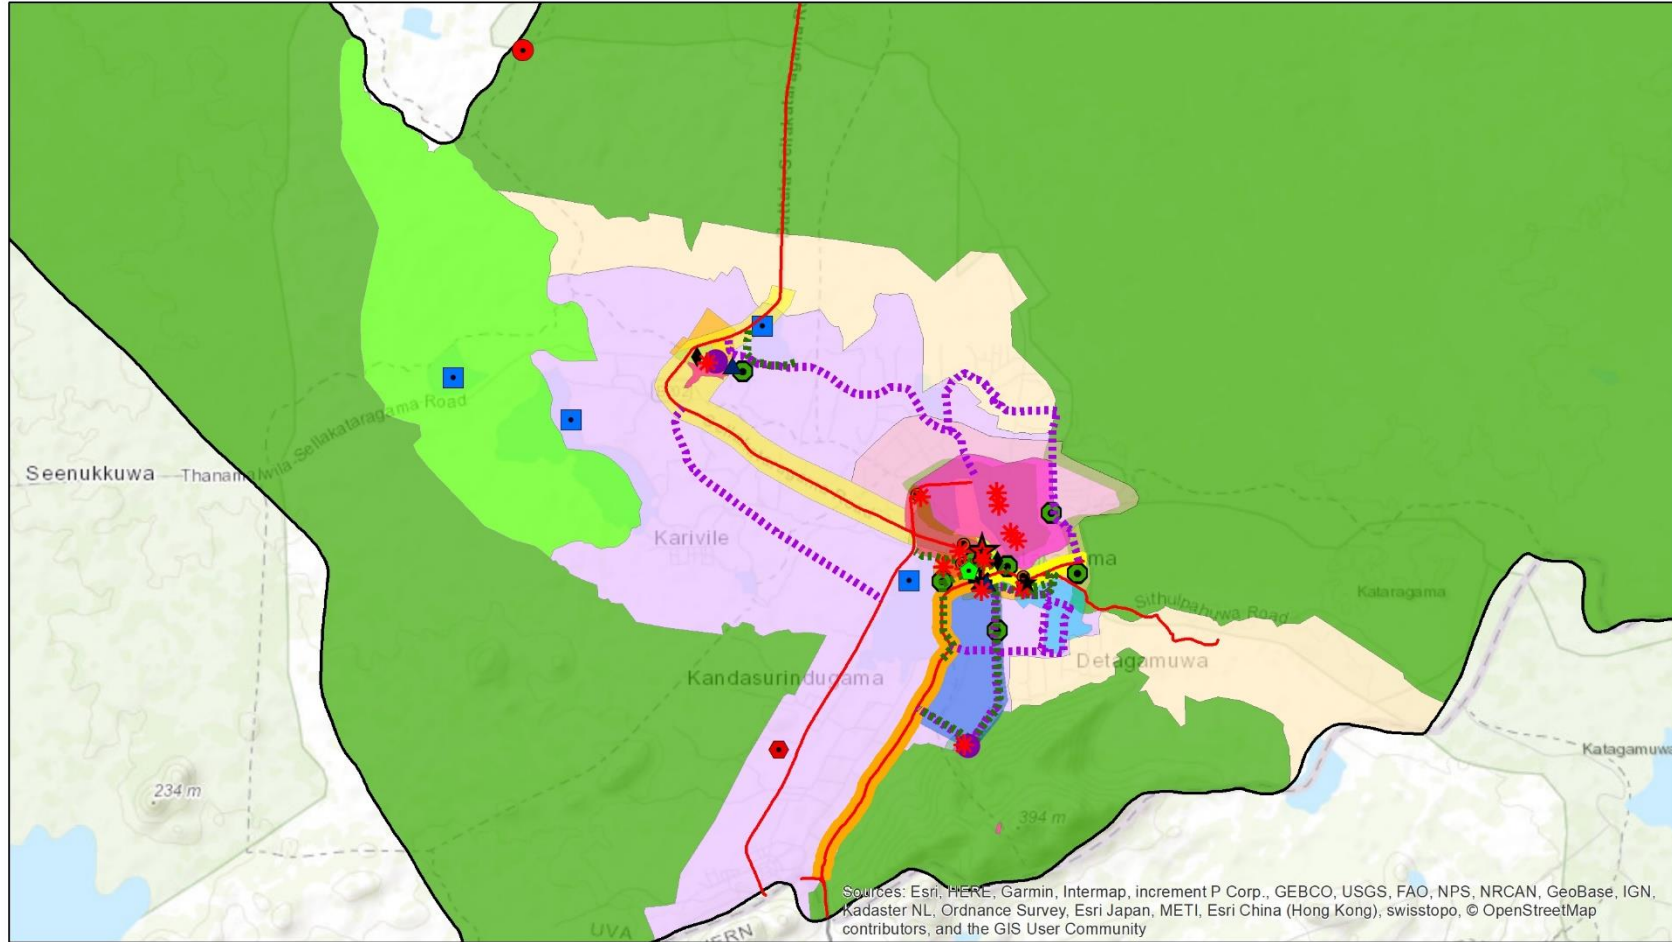 Seenukkuwa
Thanamalwila-Sellakataragama Road
Karivile
Kataragama
Sithulpahuwa Road
Detagamuwa
Kandasurindugama
Katagamuwa
234 m
394 m
UVA
Sources: Esri, HERE, Garmin, Intermap, increment P Corp., GEBCO, USGS, FAO, NPS, NRCAN, GeoBase, IGN,
Kadaster NL, Ordnance Survey, Esri Japan, METI, Esri China (Hong Kong), swisstopo, © OpenStreetMap
contributors, and the GIS User Community